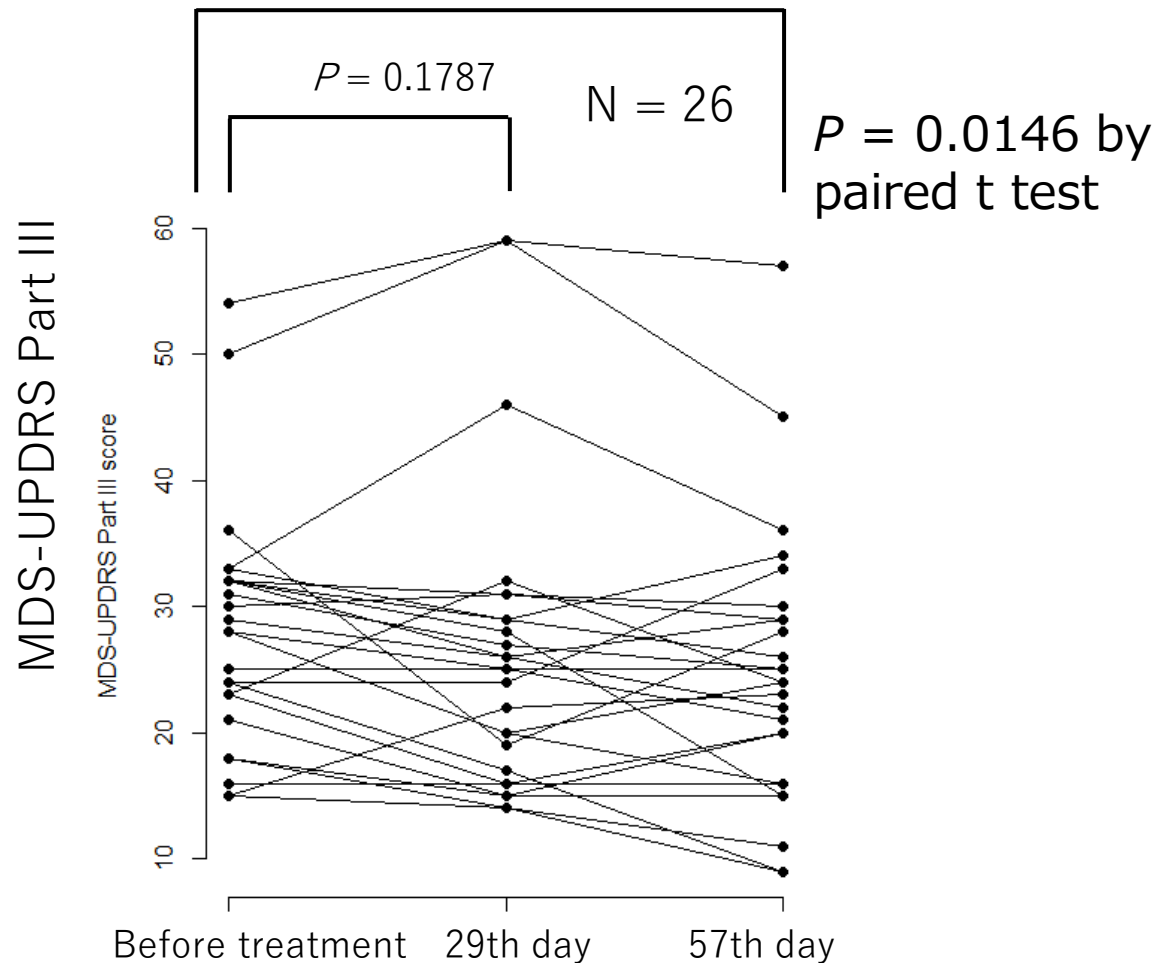 P = 0.1787
N = 26
P = 0.0146 by
paired t test
MDS-UPDRS Part III
MDS-UPDRS Part III score
60
50
40
30
20
10
Before treatment
29th day
57th day